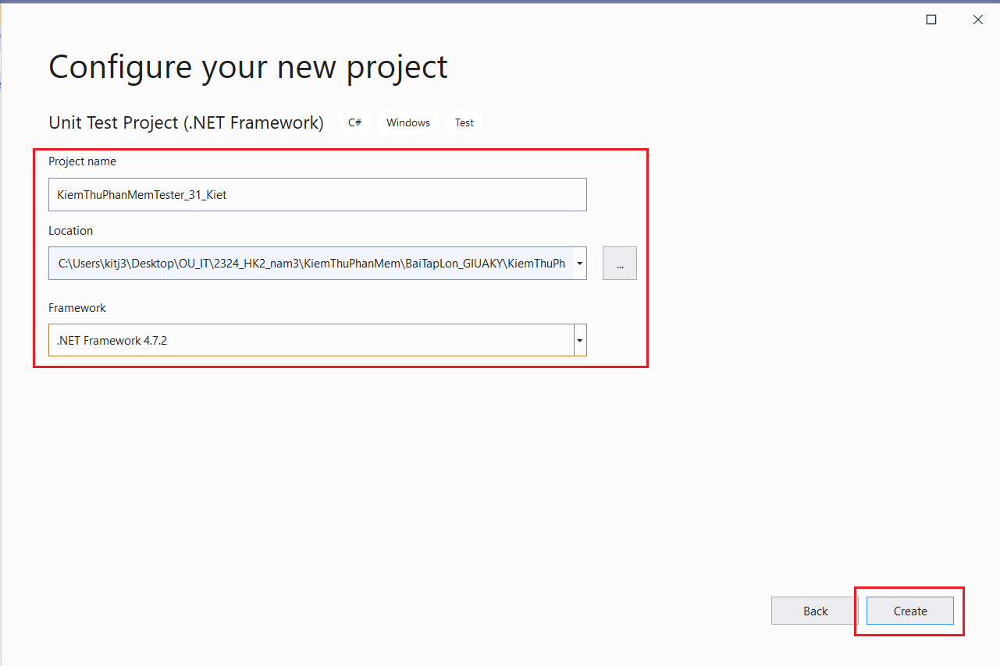 Configure your new project
Unit Test Project (.NET Framework) C# Windows Test
Project name
KiemThuPhanMemTester_31_Kiet
Location
C:\Users\kitj3\Desktop\OU_IT\2324_HK2_nam3\KiemThuPhanMem\BaiTapLon_GIUAKY\KiemThuPh
...
Framework
.NET Framework 4.7.2
Back Create